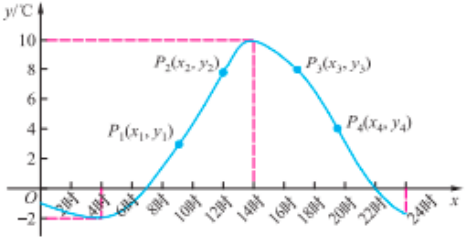 y/℃
10
P₂(x₂, y₂)
P₃(x₃, y₃)
8
6
P₄(x₄, y₄)
4
P₁(x₁, y₁)
2
O
x
-2
2时 4时 6时 8时 10时 12时 14时 16时 18时 20时 22时 24时